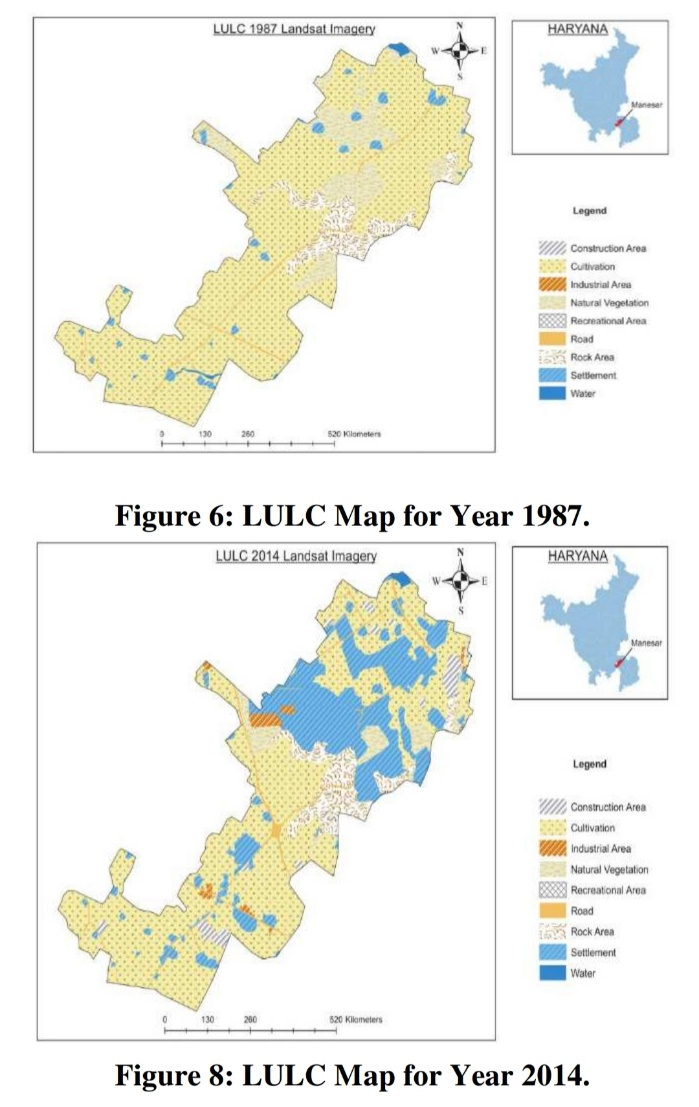 LULC 1987 Landsat Imagery
N
W E
S
HARYANA
Manesar
Legend
Construction Area
Cultivation
Industrial Area
Natural Vegetation
Recreational Area
Road
Rock Area
Settlement
Water
0 130 260 520 Kilometers
Figure 6: LULC Map for Year 1987.
LULC 2014 Landsat Imagery
N
W E
S
HARYANA
Manesar
Legend
Construction Area
Cultivation
Industrial Area
Natural Vegetation
Recreational Area
Road
Rock Area
Settlement
Water
0 130 260 520 Kilometers
Figure 8: LULC Map for Year 2014.